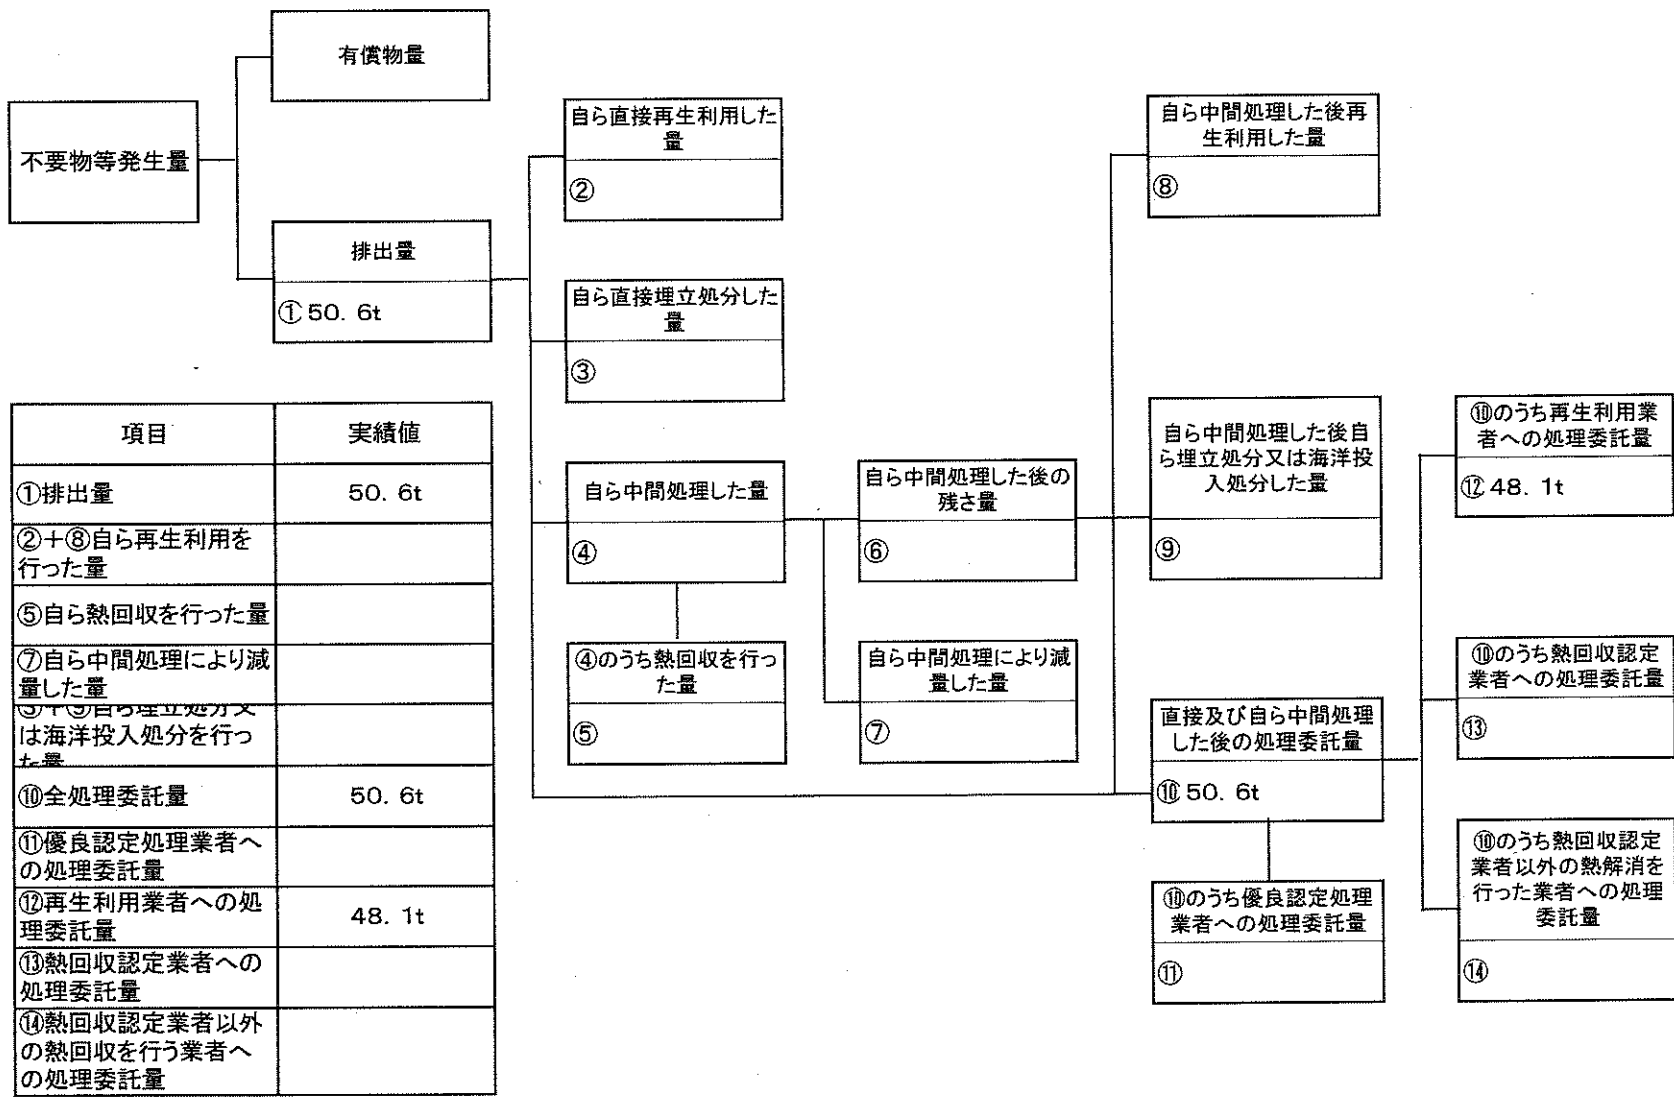 有償物量
不要物等発生量
排出量
① 50. 6t
自ら直接再生利用した
量
②
自ら直接埋立処分した
量
③
自ら中間処理した量
④
④のうち熱回収を行っ
た量
⑤
自ら中間処理した後の
残さ量
⑥
自ら中間処理により減
量した量
⑦
自ら中間処理した後再
生利用した量
⑧
自ら中間処理した後自
ら埋立処分又は海洋投
入処分した量
⑨
直接及び自ら中間処理
した後の処理委託量
⑩ 50. 6t
⑩のうち優良認定処理
業者への処理委託量
⑪
⑩のうち再生利用業
者への処理委託量
⑫ 48. 1t
⑩のうち熱回収認定
業者への処理委託量
⑬
⑩のうち熱回収認定
業者以外の熱解消を
行った業者への処理
委託量
⑭
項目 実績値
①排出量 50. 6t
②+⑧自ら再生利用を
行った量
⑤自ら熱回収を行った量
⑦自ら中間処理により減
量した量
③+⑨自ら埋立処分又
は海洋投入処分を行っ
た量
⑩全処理委託量 50. 6t
⑪優良認定処理業者へ
の処理委託量
⑫再生利用業者への処
理委託量 48. 1t
⑬熱回収認定業者への
処理委託量
⑭熱回収認定業者以外
の熱回収を行う業者へ
の処理委託量